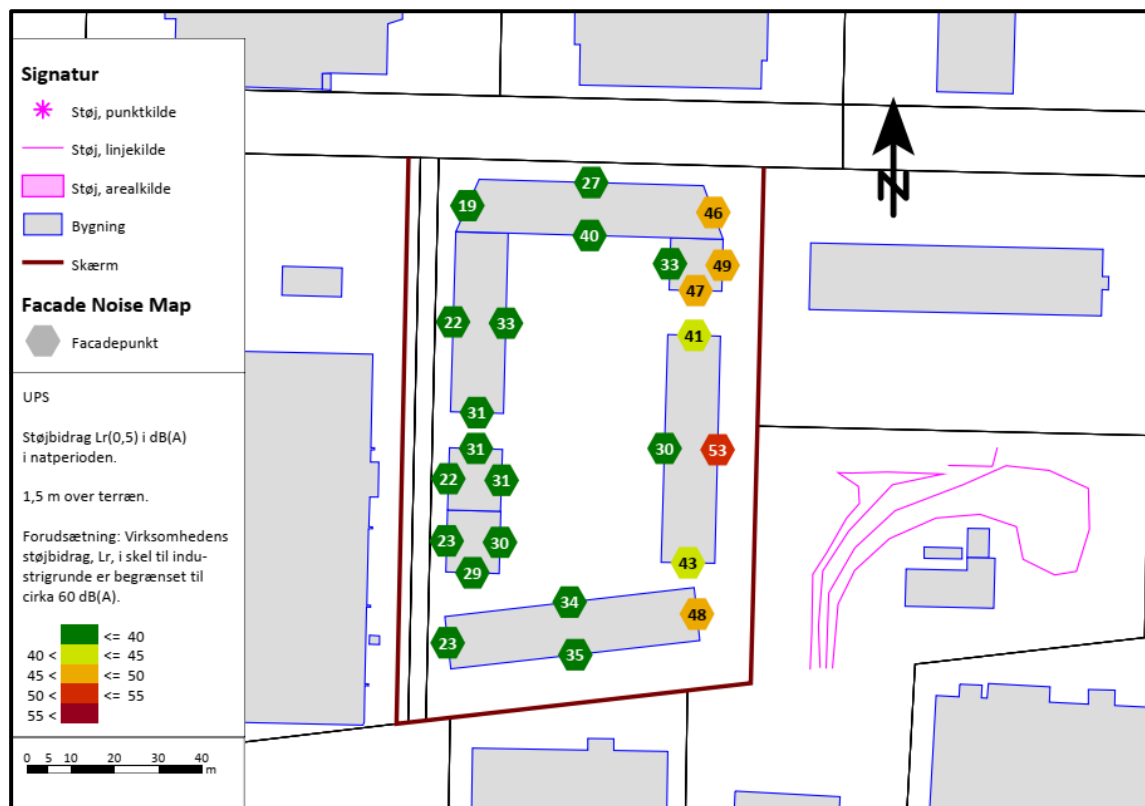 Signatur
Støj, punktkilde
Støj, linjekilde
Støj, arealkilde
Bygning
Skærm
Facade Noise Map
Facadepunkt
UPS
Støjbidrag Lr(0,5) i dB(A)
i natperioden.
1,5 m over terræn.
Forudsætning: Virksomhedens
støjbidrag, Lr, i skel til indu-
strigrunde er begrænset til
cirka 60 dB(A).
<= 40
40 < <= 45
45 < <= 50
50 < <= 55
55 <
0 5 10 20 30 40
m
27
19
46
40
33
49
47
22
33
41
31
31
30
53
22
31
23
30
29
43
34
48
23
35
N